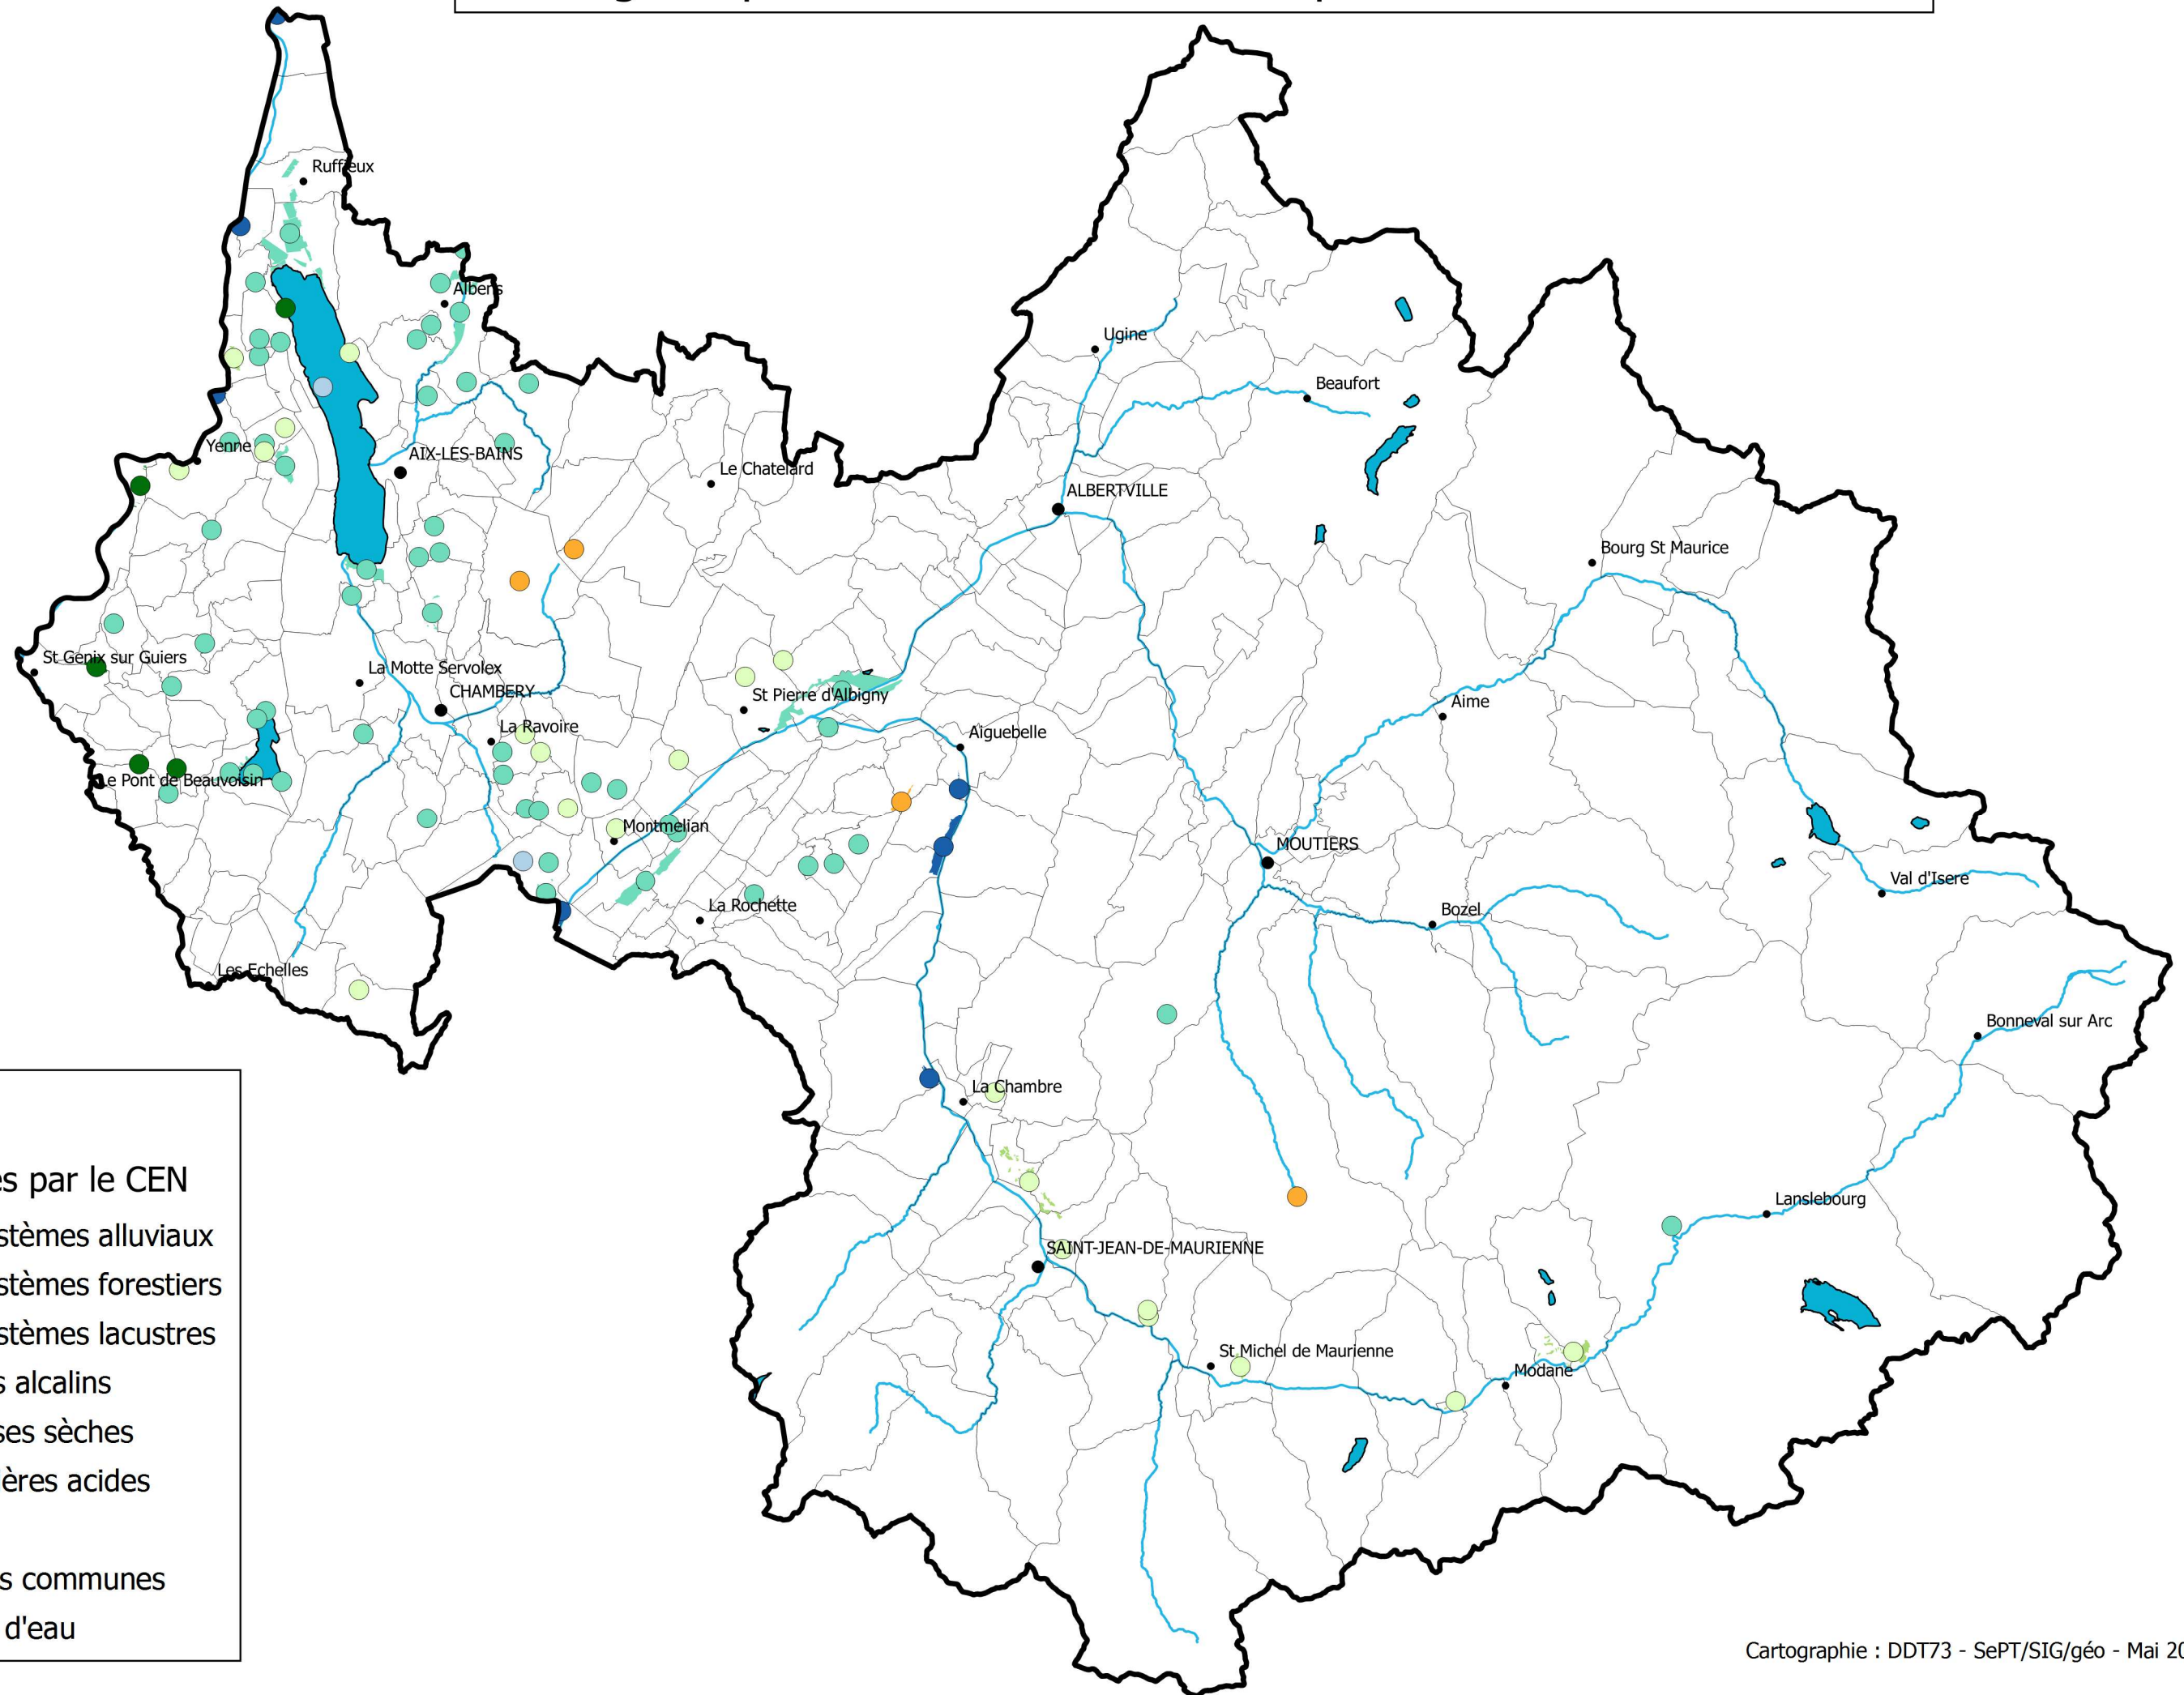 Ruffieux
Albens
Ugine
Beaufort
Yenne
AIX-LES-BAINS
Le Chatelard
ALBERTVILLE
Bourg St Maurice
St Genix sur Guiers
La Motte Servolex
CHAMBERY
St Pierre d'Albigny
Aime
La Ravoire
Aiguebelle
Le Pont de Beauvoisin
Montmelian
MOUTIERS
Val d'Isere
La Rochette
Bozel
Les Echelles
Bonneval sur Arc
La Chambre
Lanslebourg
SAINT-JEAN-DE-MAURIENNE
St Michel de Maurienne
Modane
es par le CEN
stèmes alluviaux
stèmes forestiers
stèmes lacustres
s alcalins
ses sèches
ères acides
s communes
d'eau
Cartographie : DDT73 - SePT/SIG/géo - Mai 20